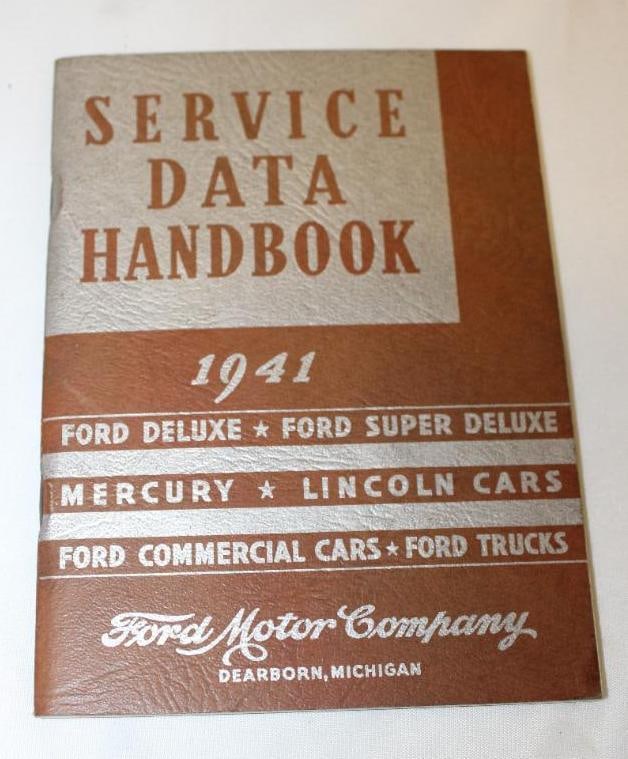 SERVICE
DATA
HANDBOOK
1941
FORD DELUXE ★ FORD SUPER DELUXE
MERCURY ★ LINCOLN CARS
FORD COMMERCIAL CARS ★ FORD TRUCKS
Ford Motor Company
DEARBORN, MICHIGAN